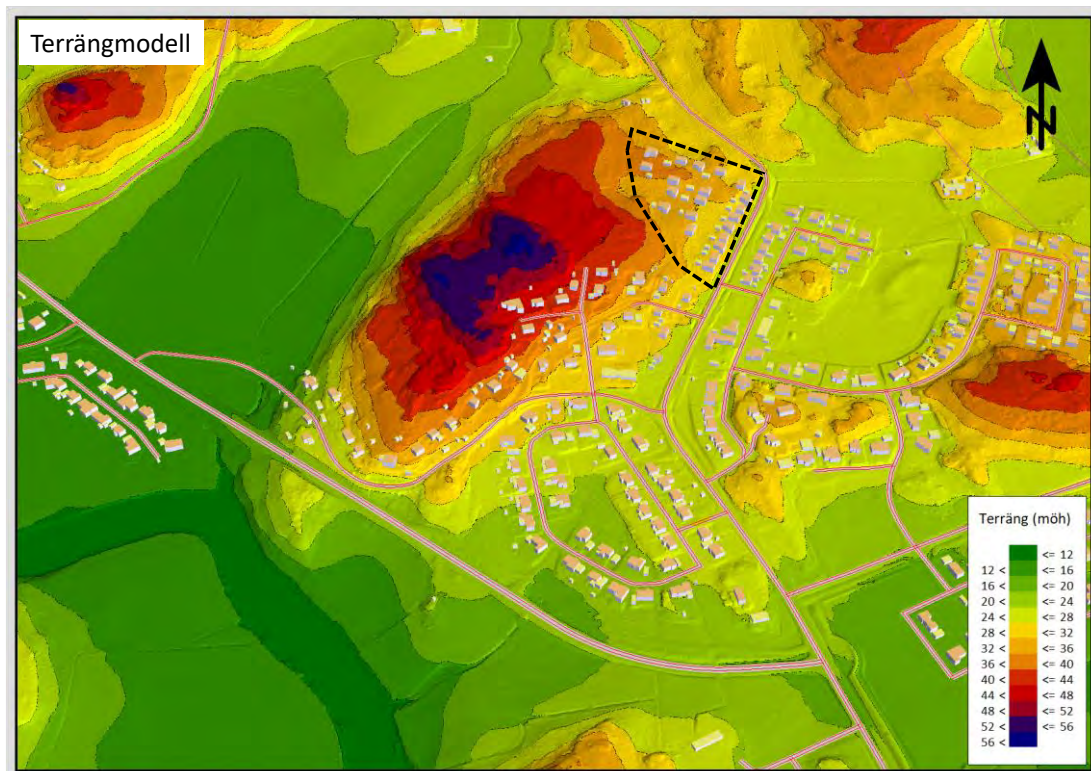 Terrängmodell
N
Terräng (möh)
<= 12
12 < <= 16
16 < <= 20
20 < <= 24
24 < <= 28
28 < <= 32
32 < <= 36
36 < <= 40
40 < <= 44
44 < <= 48
48 < <= 52
52 < <= 56
56 <